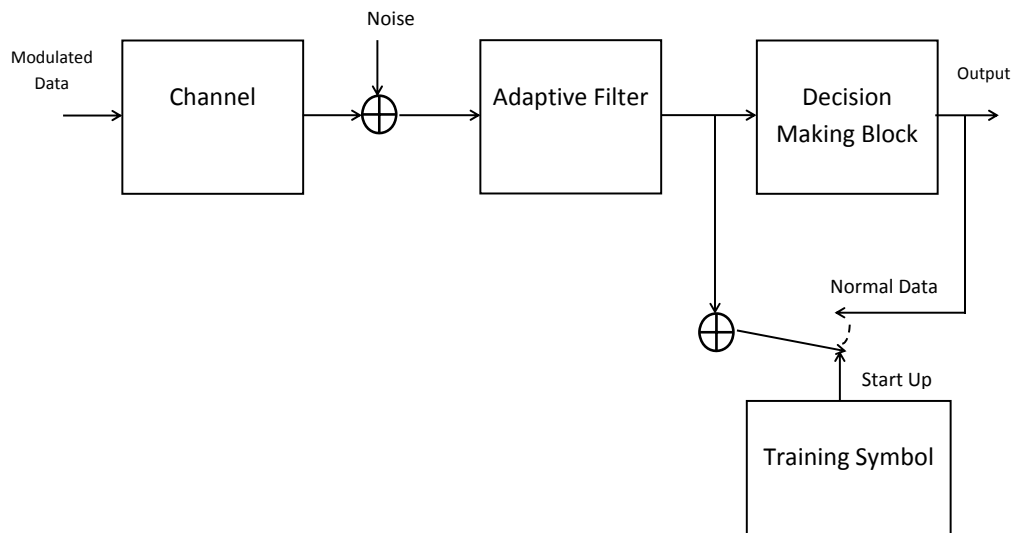 Noise
Modulated
Data
Channel
Adaptive Filter
Decision
Making Block
Output
Normal Data
Start Up
Training Symbol